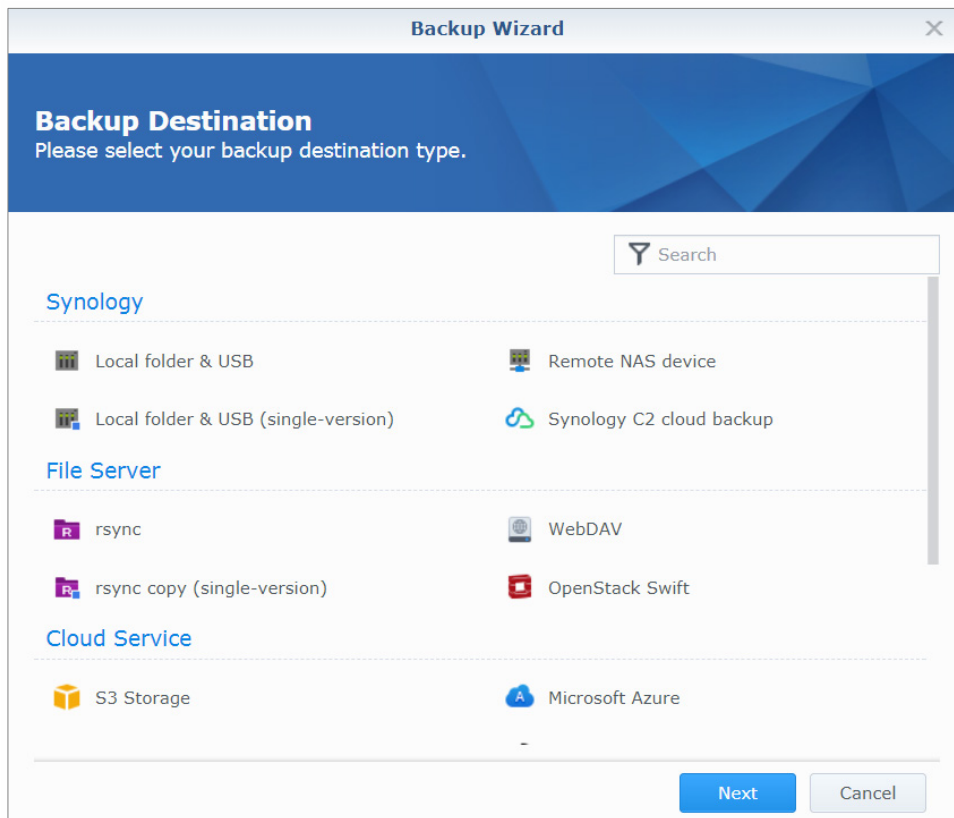 Backup Wizard
Backup Destination
Please select your backup destination type.
Search
Synology
Local folder & USB
Remote NAS device
Local folder & USB (single-version)
Synology C2 cloud backup
File Server
R rsync
WebDAV
R rsync copy (single-version)
OpenStack Swift
Cloud Service
S3 Storage
A Microsoft Azure
Next
Cancel